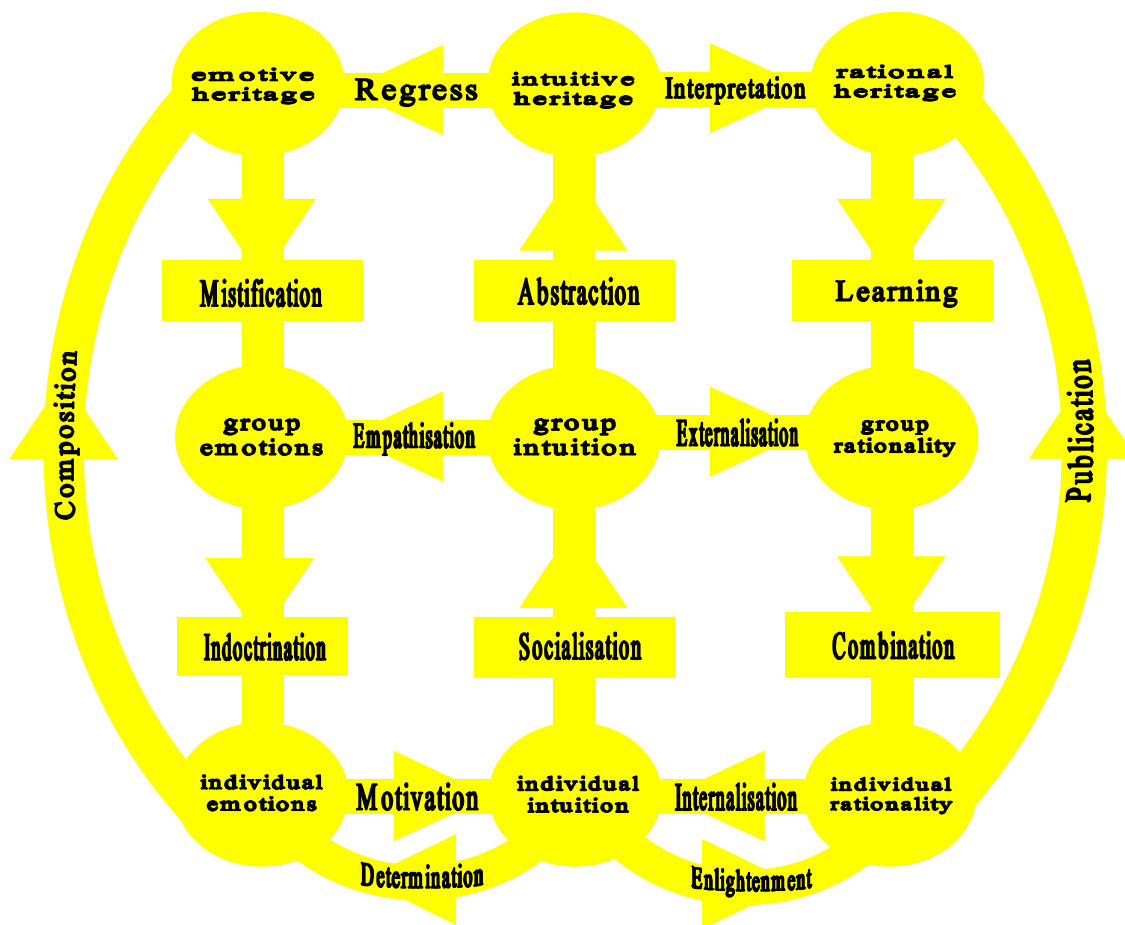 emotive
heritage
Regress
intuitive
heritage
Interpretation
rational
heritage
Mistification
Abstraction
Learning
Composition
group
emotions
Empathisation
group
intuition
Externalisation
group
rationality
Publication
Indoctrination
Socialisation
Combination
individual
emotions
Motivation
individual
intuition
Internalisation
individual
rationality
Determination
Enlightenment